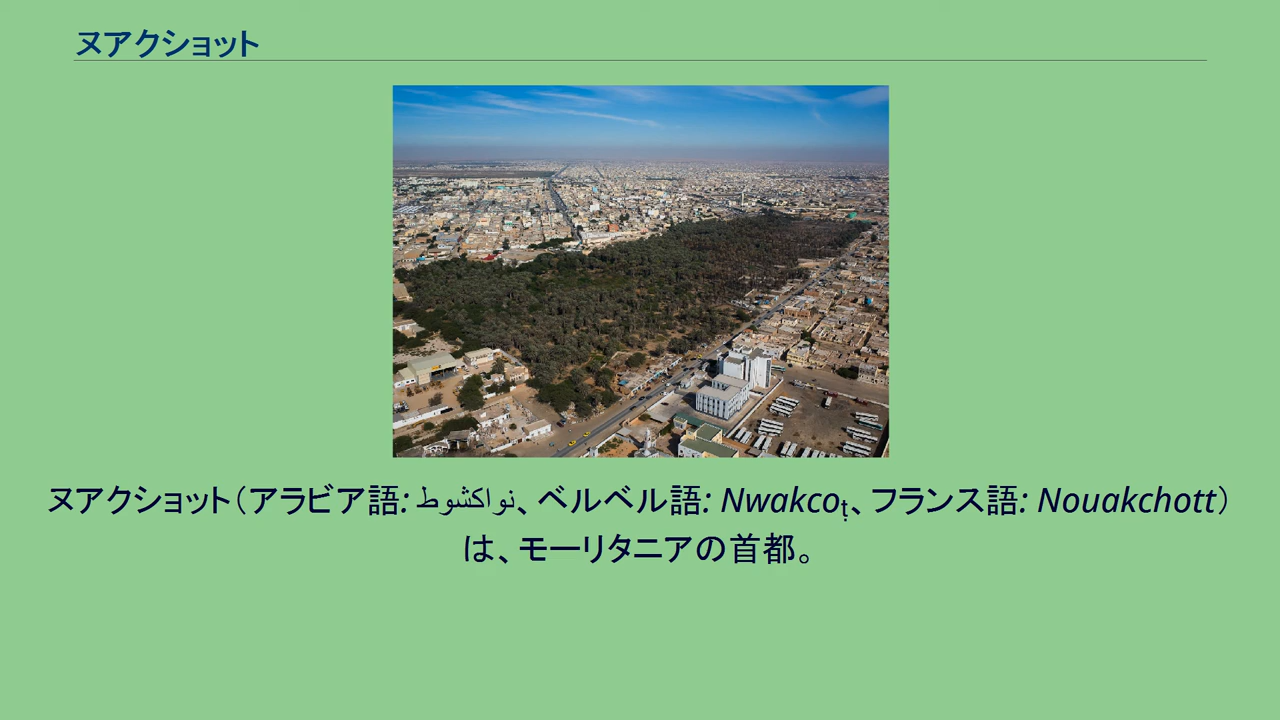 ヌアクショット
ヌアクショット（アラビア語: نواكشوط、ベルベル語: Nwakcoṭ、フランス語: Nouakchott）
は、モーリタニアの首都。